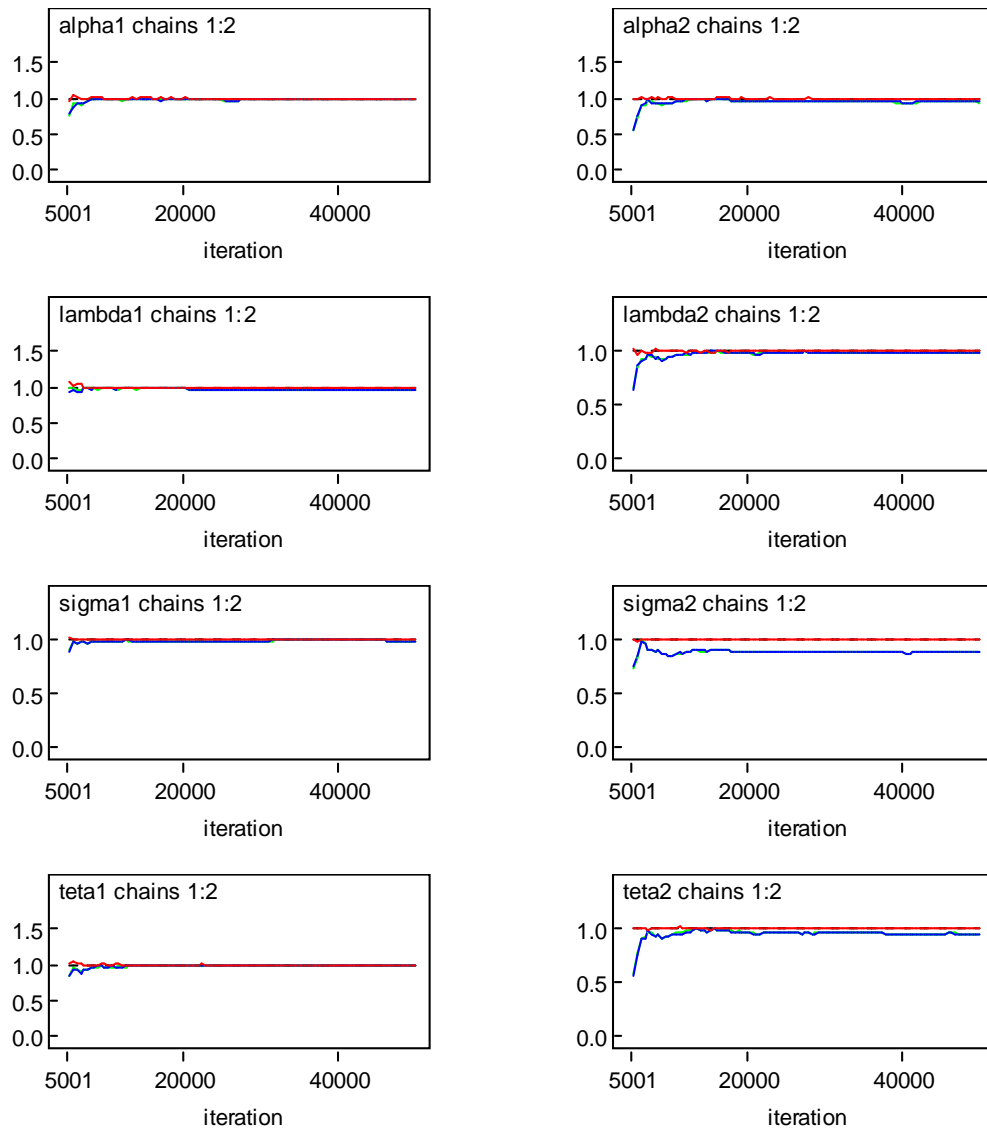 alpha1 chains 1:2
1.5
1.0
0.5
0.0
5001 20000 40000
iteration
alpha2 chains 1:2
1.5
1.0
0.5
0.0
5001 20000 40000
iteration
lambda1 chains 1:2
1.5
1.0
0.5
0.0
5001 20000 40000
iteration
lambda2 chains 1:2
1.0
0.5
0.0
5001 20000 40000
iteration
sigma1 chains 1:2
1.0
0.5
0.0
5001 20000 40000
iteration
sigma2 chains 1:2
1.0
0.5
0.0
5001 20000 40000
iteration
teta1 chains 1:2
1.5
1.0
0.5
0.0
5001 20000 40000
iteration
teta2 chains 1:2
1.0
0.5
0.0
5001 20000 40000
iteration